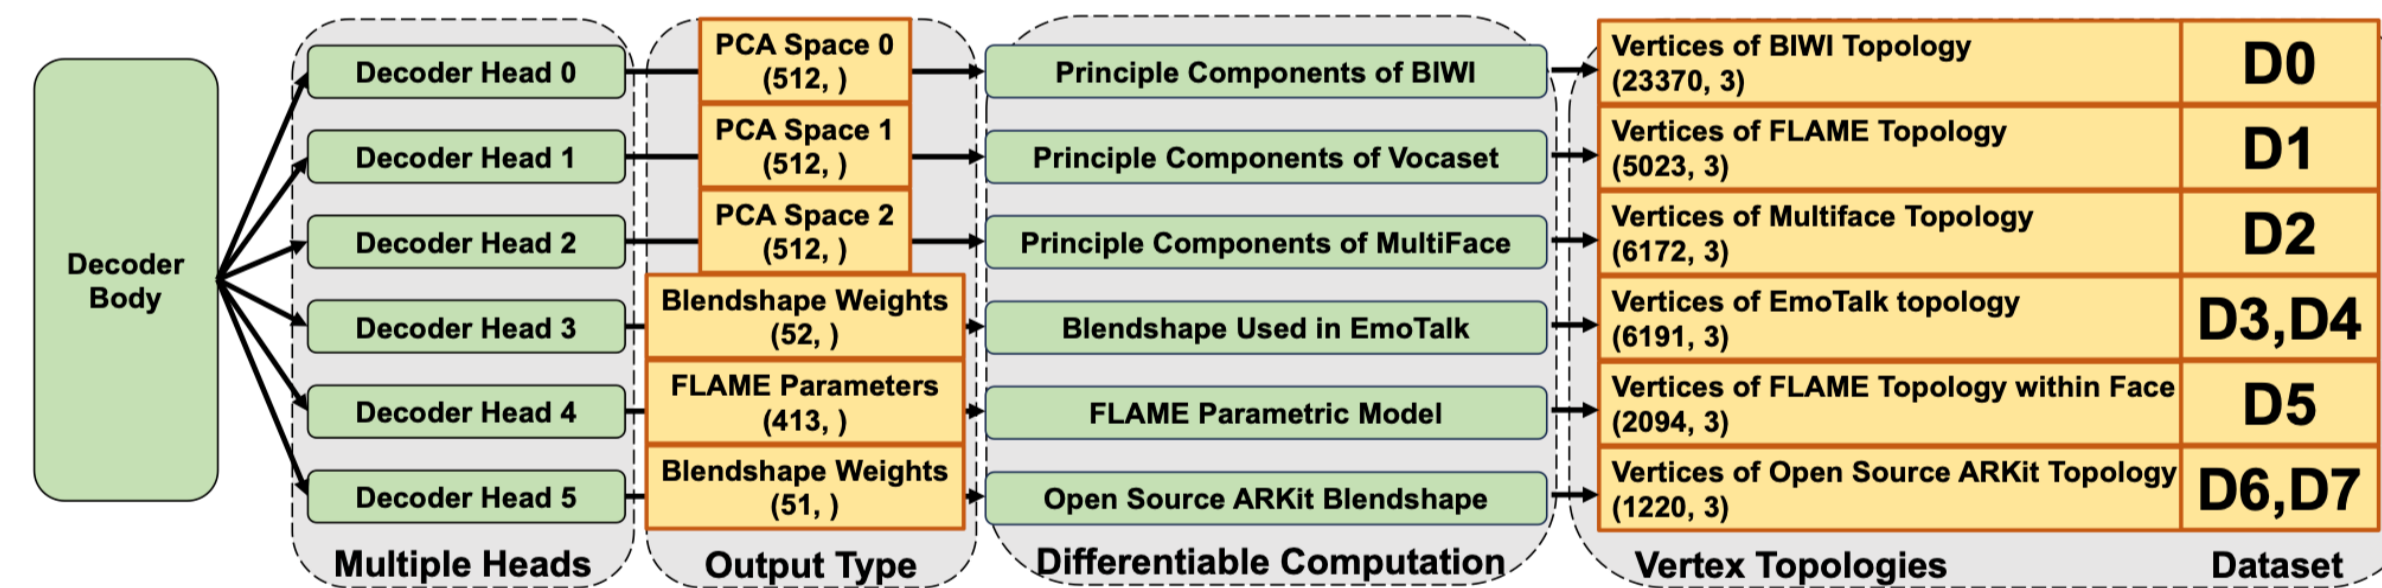 Decoder
Body
Decoder Head 0
PCA Space 0
(512, )
Principle Components of BIWI
Vertices of BIWI Topology
(23370, 3)
D0
Decoder Head 1
PCA Space 1
(512, )
Principle Components of Vocaset
Vertices of FLAME Topology
(5023, 3)
D1
Decoder Head 2
PCA Space 2
(512, )
Principle Components of MultiFace
Vertices of Multiface Topology
(6172, 3)
D2
Decoder Head 3
Blendshape Weights
(52, )
Blendshape Used in EmoTalk
Vertices of EmoTalk topology
(6191, 3)
D3,D4
Decoder Head 4
FLAME Parameters
(413, )
FLAME Parametric Model
Vertices of FLAME Topology within Face
(2094, 3)
D5
Decoder Head 5
Blendshape Weights
(51, )
Open Source ARKit Blendshape
Vertices of Open Source ARKit Topology
(1220, 3)
D6,D7
Multiple Heads
Output Type
Differentiable Computation
Vertex Topologies
Dataset